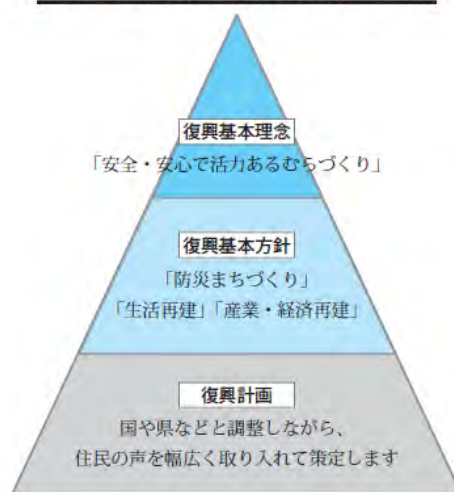 復興基本理念
「安全・安心で活力あるむらづくり」
復興基本方針
「防災まちづくり」
「生活再建」「産業・経済再建」
復興計画
国や県などと調整しながら、
住民の声を幅広く取り入れて策定します